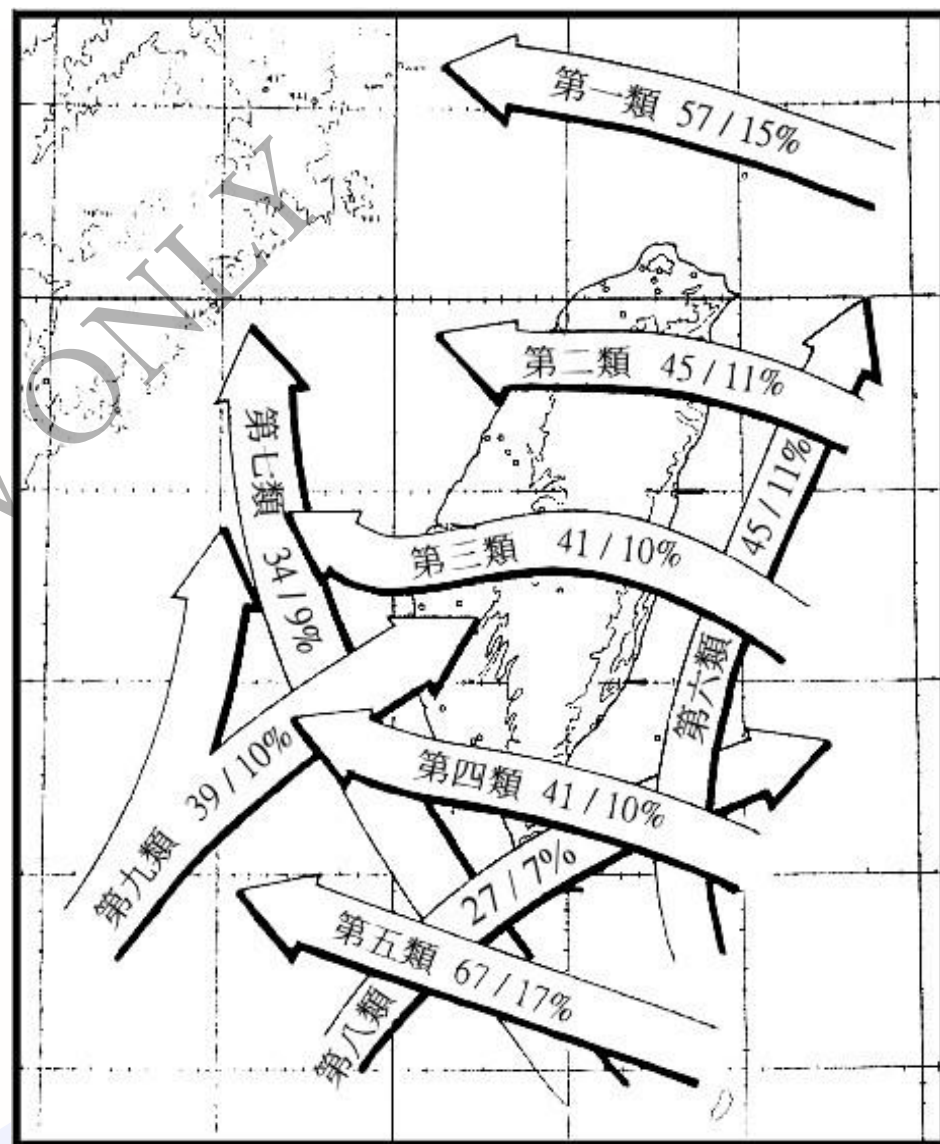 第一類 57 / 15%
第二類 45 / 11%
第三類 41 / 10%
第四類 41 / 10%
第五類 67 / 17%
第六類 45 / 11%
第七類 34 / 9%
第八類 27 / 7%
第九類 39 / 10%
ONLY